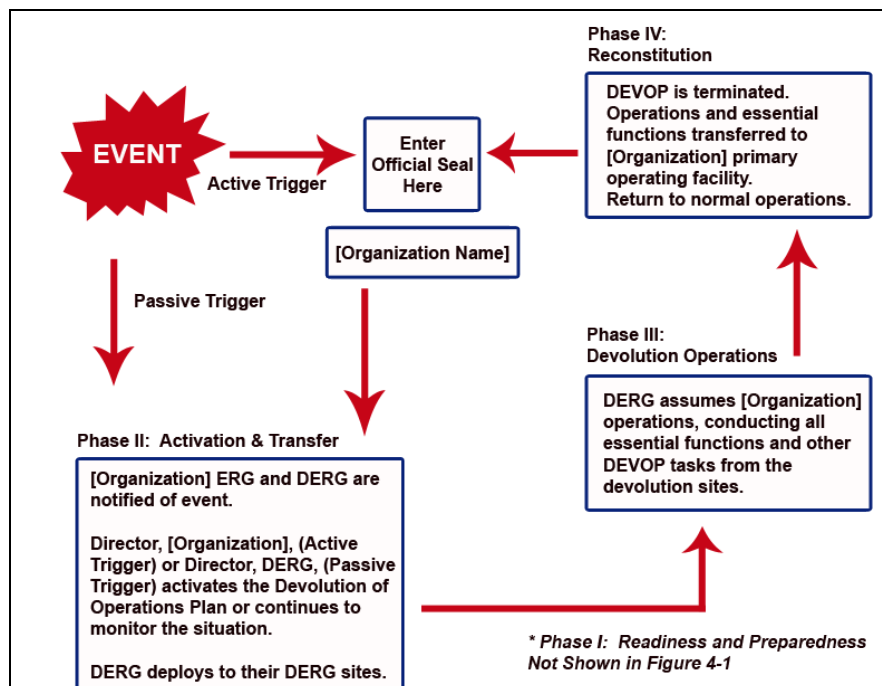 EVENT
Active Trigger
Enter
Official Seal
Here
[Organization Name]
Passive Trigger
Phase II:  Activation & Transfer
[Organization] ERG and DERG are
notified of event.
Director, [Organization], (Active
Trigger) or Director, DERG, (Passive
Trigger) activates the Devolution of
Operations Plan or continues to
monitor the situation.
DERG deploys to their DERG sites.
Phase III:
Devolution Operations
DERG assumes [Organization]
operations, conducting all
essential functions and other
DEVOP tasks from the
devolution sites.
Phase IV:
Reconstitution
DEVOP is terminated.
Operations and essential
functions transferred to
[Organization] primary
operating facility.
Return to normal operations.
* Phase I:  Readiness and Preparedness
Not Shown in Figure 4-1